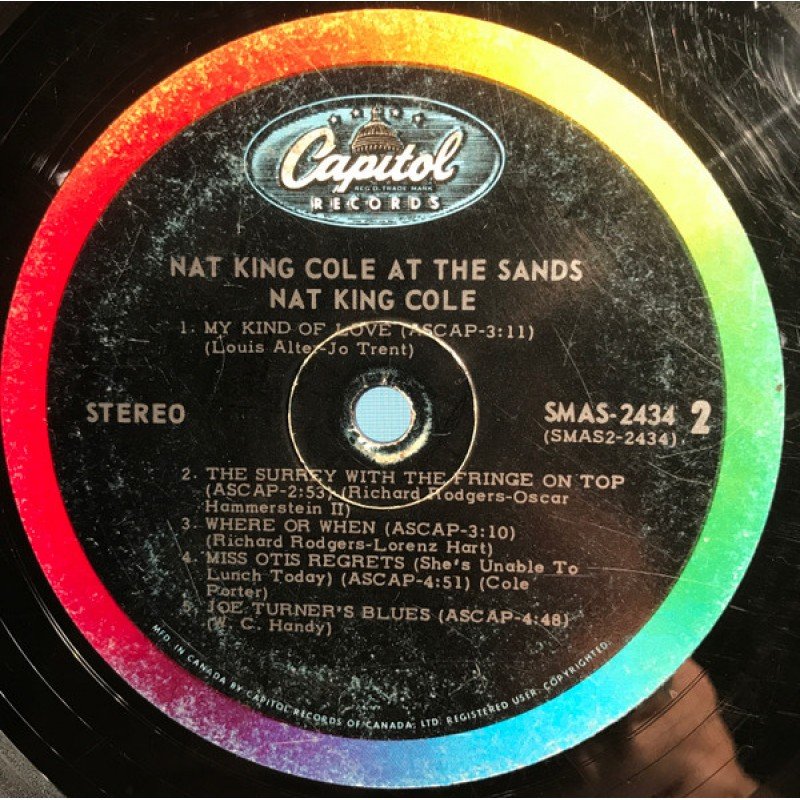 Capitol
REG'D. TRADE MARK
RECORDS
NAT KING COLE AT THE SANDS
NAT KING COLE
1. MY KIND OF LOVE (ASCAP-3:11)
(Louis Alter-Jo Trent)
STEREO
SMAS-2434 2
(SMAS2-2434)
2. THE SURREY WITH THE FRINGE ON TOP
(ASCAP-2:53) (Richard Rodgers-Oscar
Hammerstein II)
3. WHERE OR WHEN (ASCAP-3:10)
(Richard Rodgers-Lorenz Hart)
4. MISS OTIS REGRETS (She's Unable To
Lunch Today) (ASCAP-4:51) (Cole
Porter)
5. JOE TURNER'S BLUES (ASCAP-4:48)
(W. C. Handy)
MFD. IN CANADA BY CAPITOL RECORDS OF CANADA, LTD. REGISTERED USER. COPYRIGHTED.